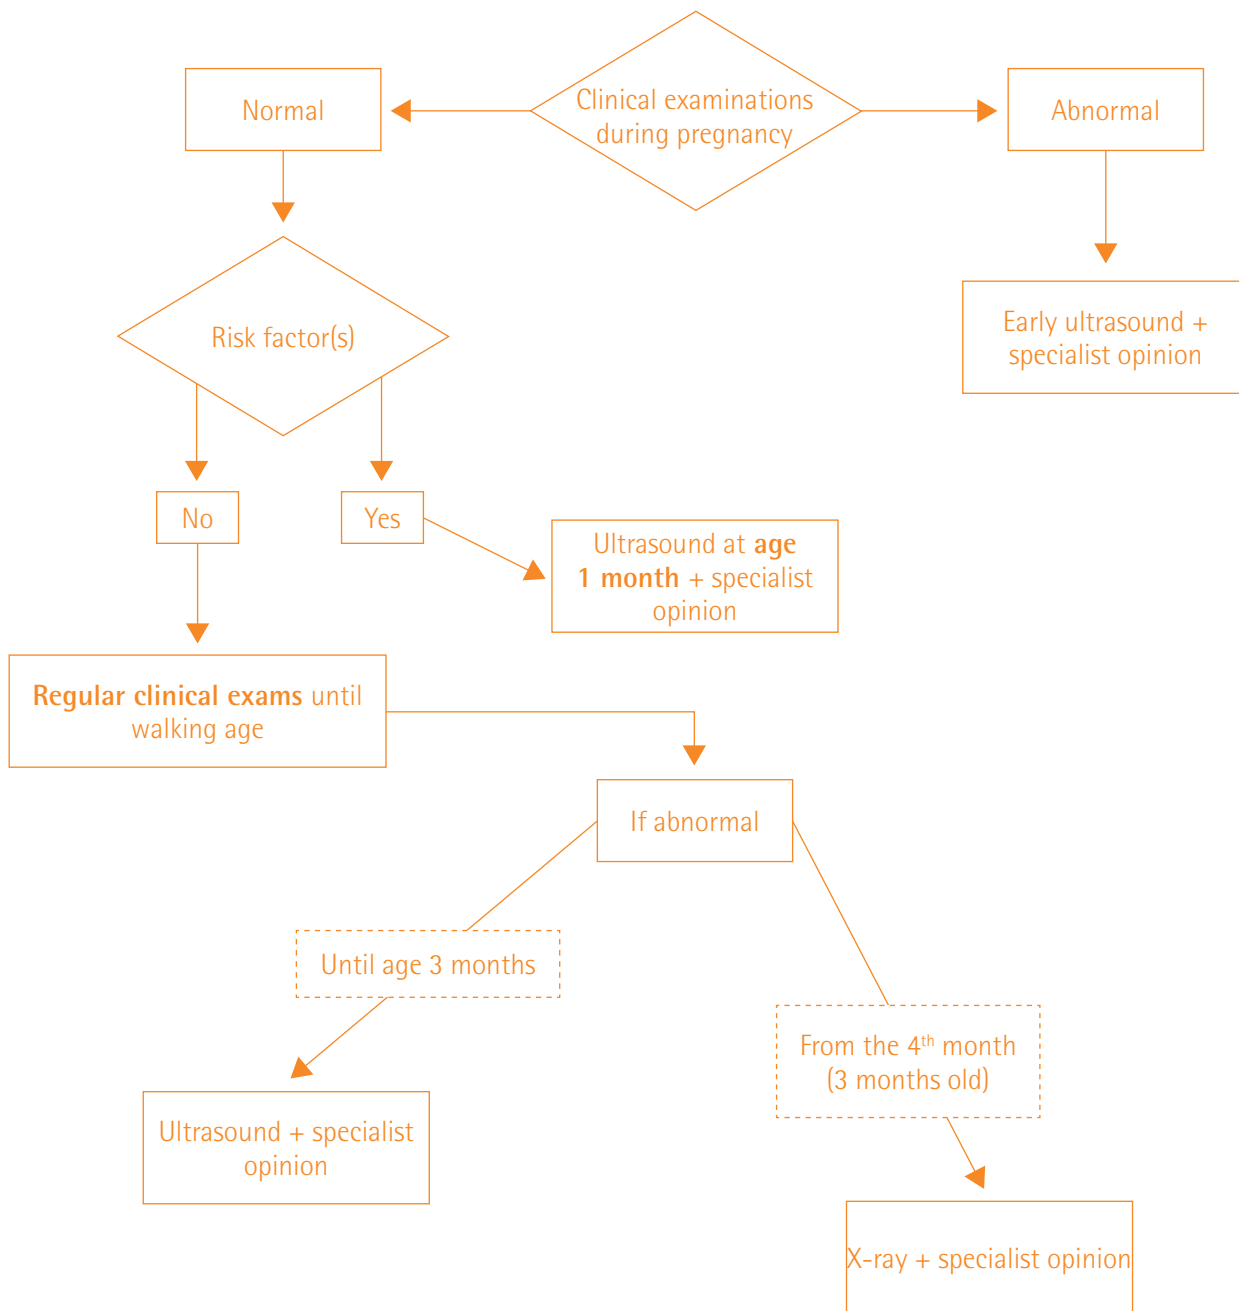 Clinical examinations
during pregnancy
Normal
Abnormal
Risk factor(s)
Early ultrasound +
specialist opinion
No
Yes
Ultrasound at age
1 month + specialist
opinion
Regular clinical exams until
walking age
If abnormal
Until age 3 months
From the 4th month
(3 months old)
Ultrasound + specialist
opinion
X-ray + specialist opinion